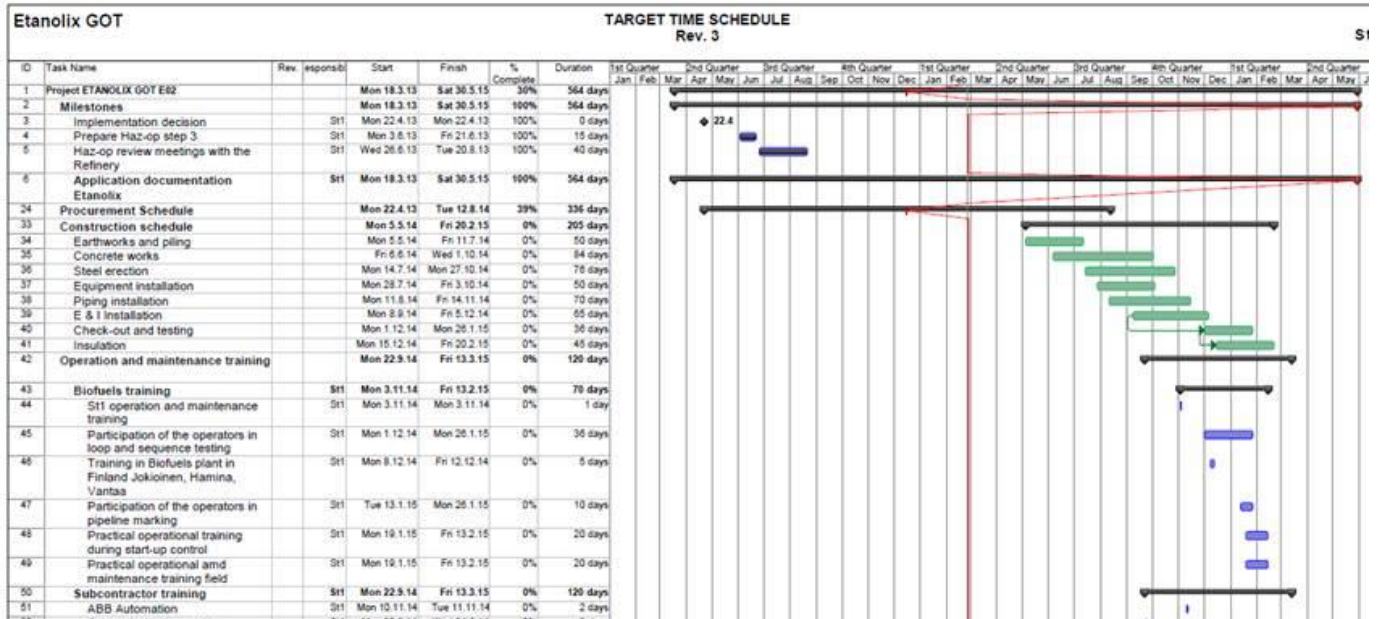 Etanolix GOT
TARGET TIME SCHEDULE
Rev. 3
ID Task Name Rev. esponsibl Start Finish % Complete Duration
1st Quarter 2nd Quarter 3rd Quarter 4th Quarter 1st Quarter 2nd Quarter 3rd Quarter 4th Quarter 1st Quarter 2nd Quarter
Jan Feb Mar Apr May Jun Jul Aug Sep Oct Nov Dec Jan Feb Mar Apr May Jun Jul Aug Sep Oct Nov Dec Jan Feb Mar Apr May
1 Project ETANOLIX GOT E02 Mon 18.3.13 Sat 30.5.15 30% 564 days
2 Milestones Mon 18.3.13 Sat 30.5.15 100% 564 days
3 Implementation decision St1 Mon 22.4.13 Mon 22.4.13 100% 0 days 22.4
4 Prepare Haz-op step 3 St1 Mon 3.6.13 Fri 21.6.13 100% 15 days
5 Haz-op review meetings with the St1 Wed 26.6.13 Tue 20.8.13 100% 40 days
Refinery
6 Application documentation St1 Mon 18.3.13 Sat 30.5.15 100% 564 days
Etanolix
24 Procurement Schedule Mon 22.4.13 Tue 12.8.14 39% 336 days
33 Construction schedule Mon 5.5.14 Fri 20.2.15 0% 205 days
34 Earthworks and piling Mon 5.5.14 Fri 11.7.14 0% 50 days
35 Concrete works Fri 6.6.14 Wed 1.10.14 0% 84 days
36 Steel erection Mon 14.7.14 Mon 27.10.14 0% 76 days
37 Equipment installation Mon 28.7.14 Fri 3.10.14 0% 50 days
38 Piping installation Mon 11.8.14 Fri 14.11.14 0% 70 days
39 E & I Installation Mon 8.9.14 Fri 5.12.14 0% 65 days
40 Check-out and testing Mon 1.12.14 Mon 26.1.15 0% 36 days
41 Insulation Mon 15.12.14 Fri 20.2.15 0% 45 days
42 Operation and maintenance training Mon 22.9.14 Fri 13.3.15 0% 120 days
43 Biofuels training St1 Mon 3.11.14 Fri 13.2.15 0% 70 days
44 St1 operation and maintenance St1 Mon 3.11.14 Mon 3.11.14 0% 1 day
training
45 Participation of the operators in St1 Mon 1.12.14 Mon 26.1.15 0% 36 days
loop and sequence testing
46 Training in Biofuels plant in St1 Mon 8.12.14 Fri 12.12.14 0% 5 days
Finland Jokioinen, Hamina,
Vantaa
47 Participation of the operators in St1 Tue 13.1.15 Mon 26.1.15 0% 10 days
pipeline marking
48 Practical operational training St1 Mon 19.1.15 Fri 13.2.15 0% 20 days
during start-up control
49 Practical operational amd St1 Mon 19.1.15 Fri 13.2.15 0% 20 days
maintenance training field
50 Subcontractor training St1 Mon 22.9.14 Fri 13.3.15 0% 120 days
51 ABB Automation St1 Mon 10.11.14 Tue 11.11.14 0% 2 days